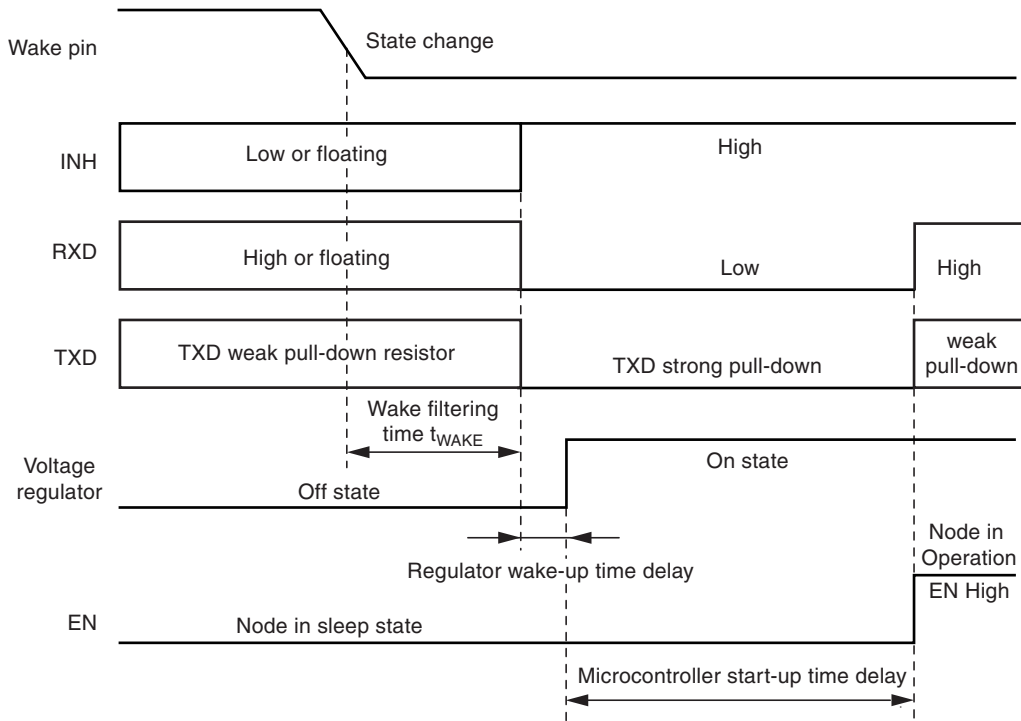 Wake pin
State change
INH
Low or floating
High
RXD
High or floating
Low
High
TXD
TXD weak pull-down resistor
TXD strong pull-down
weak
pull-down
Wake filtering
time tWAKE
Voltage
regulator
Off state
On state
Regulator wake-up time delay
Node in
Operation
EN
Node in sleep state
EN High
Microcontroller start-up time delay